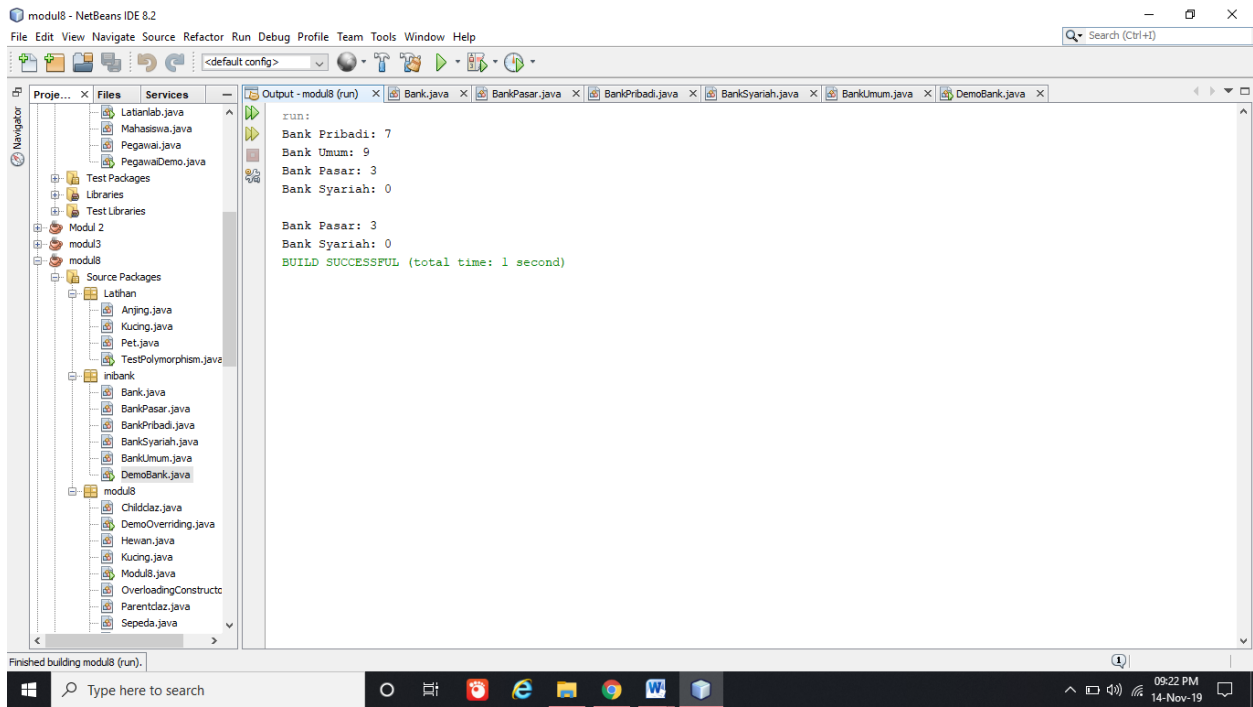 modul8 - NetBeans IDE 8.2
File Edit View Navigate Source Refactor Run Debug Profile Team Tools Window Help
Search (Ctrl+I)
<default config>
Proje... Files Services
Output - modul8 (run) Bank.java BankPasar.java BankPribadi.java BankSyariah.java BankUmum.java DemoBank.java
Navigator
Latianlab.java
Mahasiswa.java
Pegawai.java
PegawaiDemo.java
Test Packages
Libraries
Test Libraries
Modul 2
modul3
modul8
Source Packages
Latihan
Anjing.java
Kucing.java
Pet.java
TestPolymorphism.java
inibank
Bank.java
BankPasar.java
BankPribadi.java
BankSyariah.java
BankUmum.java
DemoBank.java
modul8
Childclaz.java
DemoOverriding.java
Hewan.java
Kucing.java
Modul8.java
OverloadingConstructo
Parentclaz.java
Sepeda.java
run:
Bank Pribadi: 7
Bank Umum: 9
Bank Pasar: 3
Bank Syariah: 0
Bank Pasar: 3
Bank Syariah: 0
BUILD SUCCESSFUL (total time: 1 second)
Finished building modul8 (run).
1
Type here to search
09:22 PM
14-Nov-19